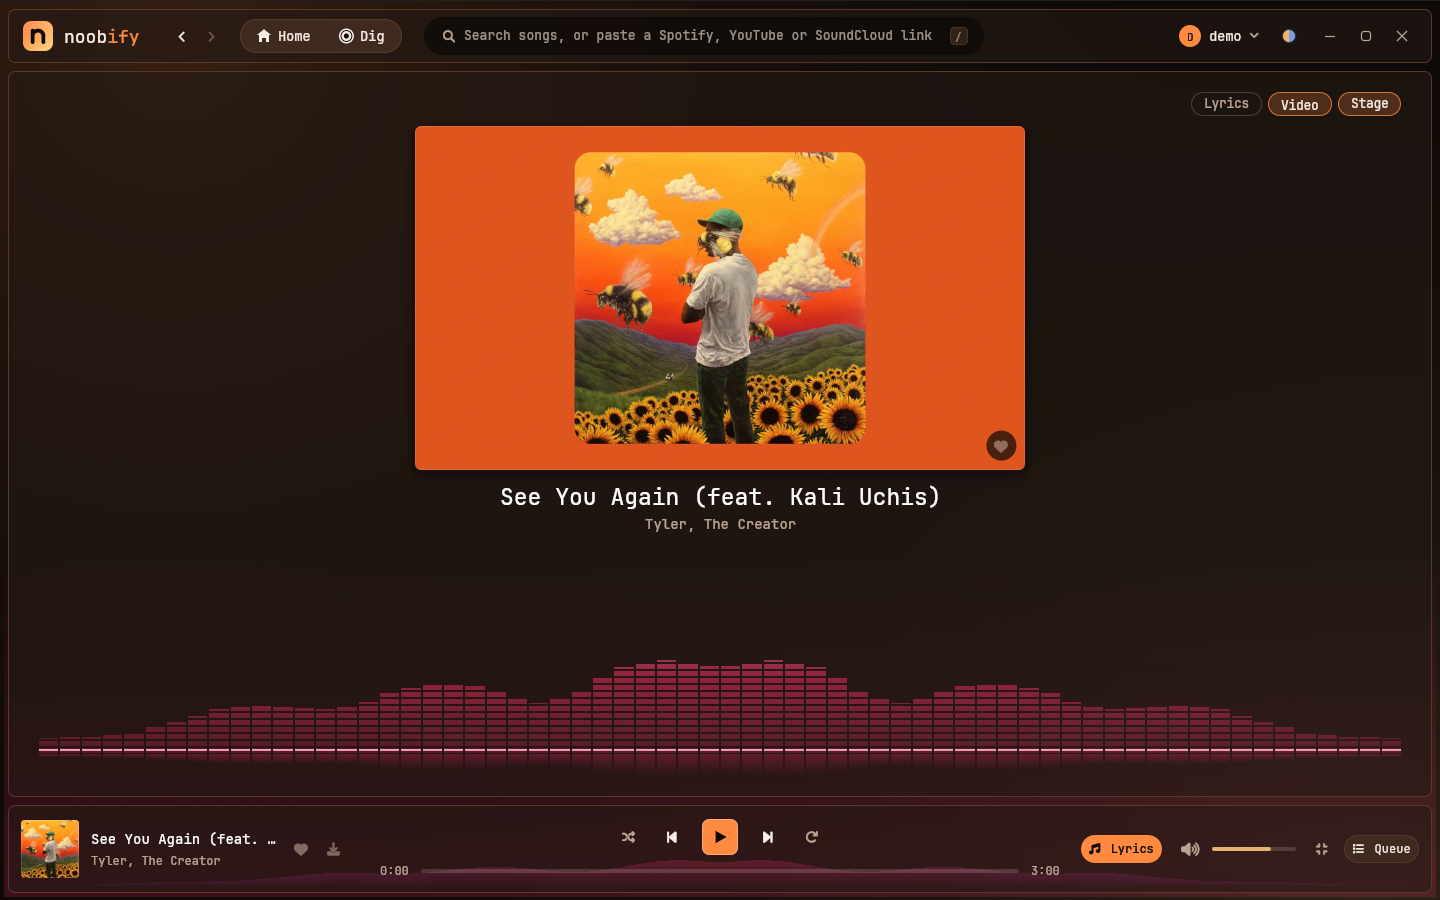 n noobify
Home
Dig
Search songs, or paste a Spotify, YouTube or SoundCloud link /
D demo
Lyrics Video Stage
See You Again (feat. Kali Uchis)
Tyler, The Creator
See You Again (feat. …
Tyler, The Creator
0:00
3:00
Lyrics
Queue